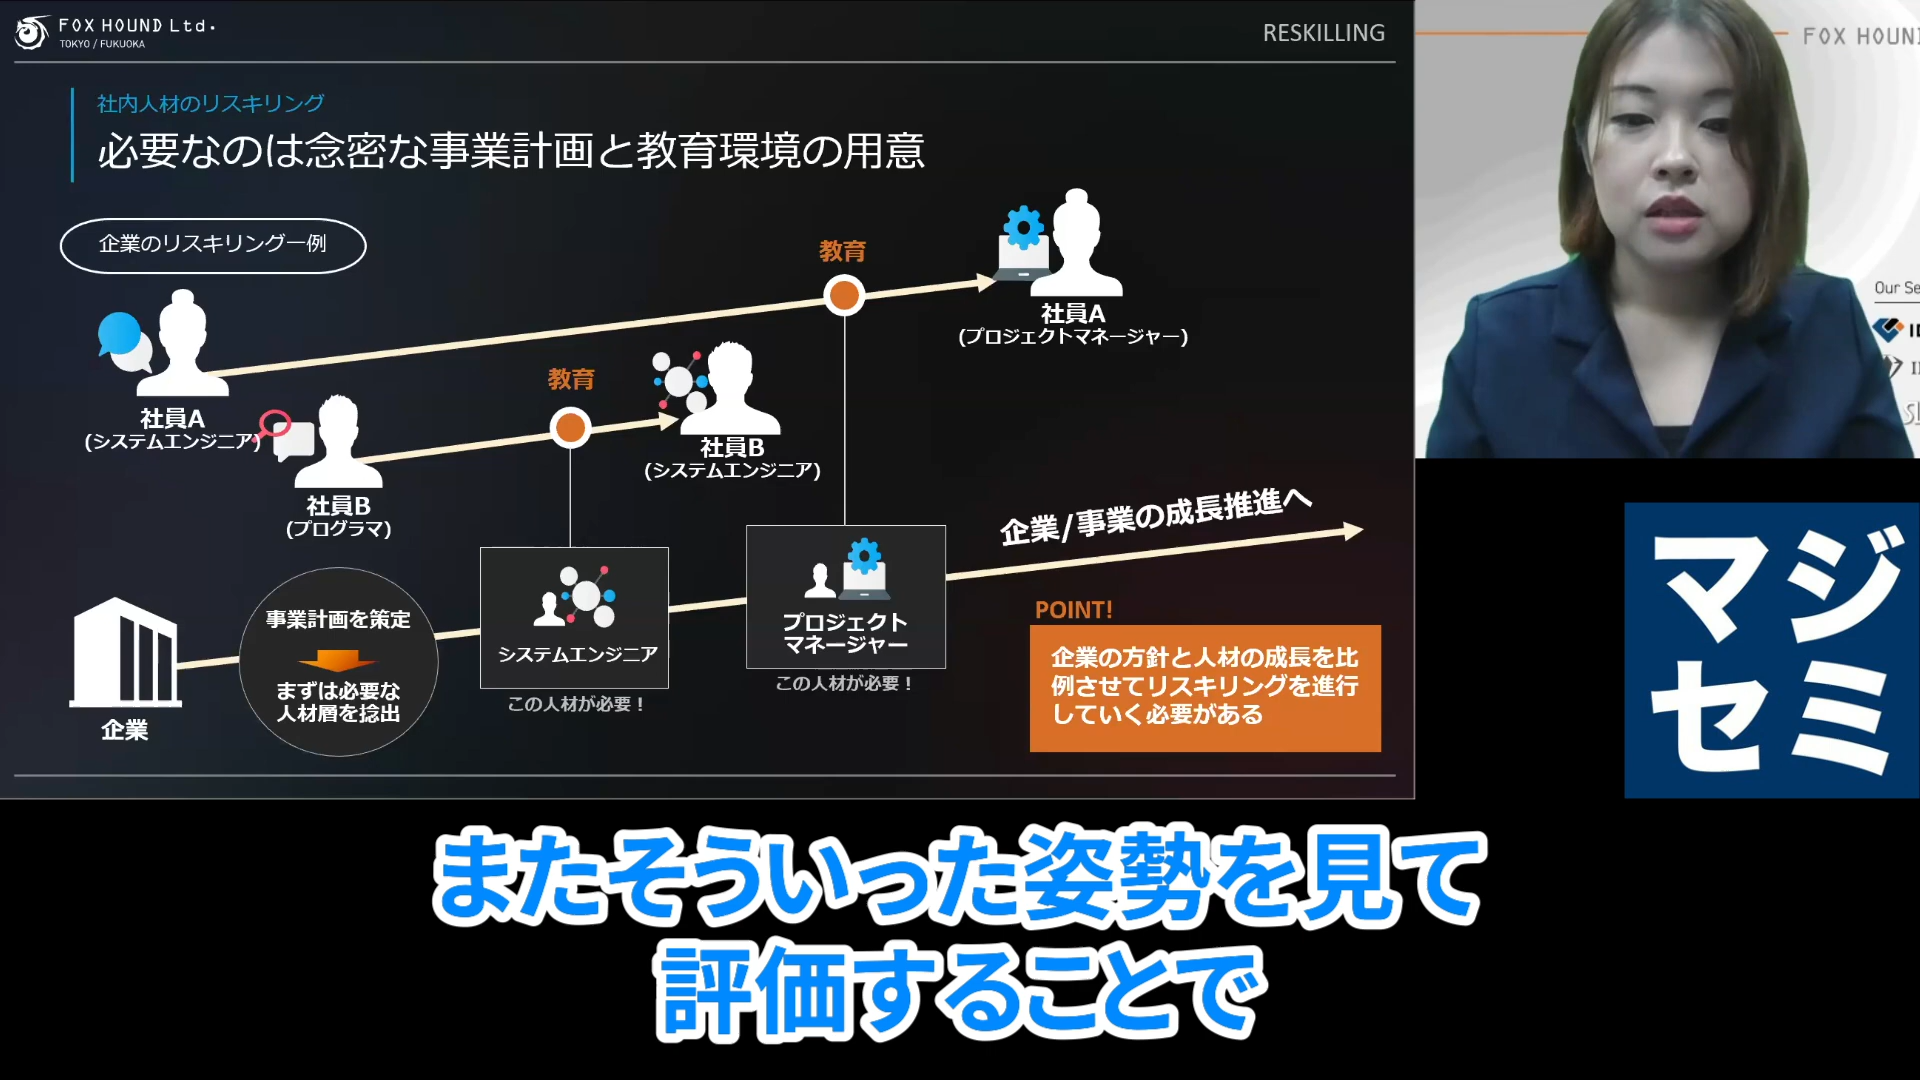 FOX HOUND Ltd.
TOKYO / FUKUOKA
RESKILLING
社内人材のリスキリング
必要なのは念密な事業計画と教育環境の用意
企業のリスキリング一例
教育
社員A
(プロジェクトマネージャー)
教育
社員A
(システムエンジニア)
社員B
(システムエンジニア)
社員B
(プログラマ)
企業/事業の成長推進へ
事業計画を策定
まずは必要な
人材層を捻出
企業
システムエンジニア
この人材が必要！
プロジェクト
マネージャー
この人材が必要！
POINT!
企業の方針と人材の成長を比
例させてリスキリングを進行
していく必要がある
FOX HOUN
Our Se
マジ
セミ
またそういった姿勢を見て
評価することで